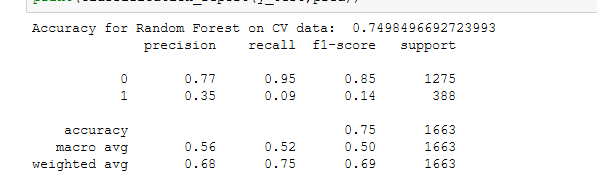 Accuracy for Random Forest on CV data:  0.7498496692723993
              precision    recall  f1-score   support

           0       0.77      0.95      0.85      1275
           1       0.35      0.09      0.14       388

    accuracy                           0.75      1663
   macro avg       0.56      0.52      0.50      1663
weighted avg       0.68      0.75      0.69      1663